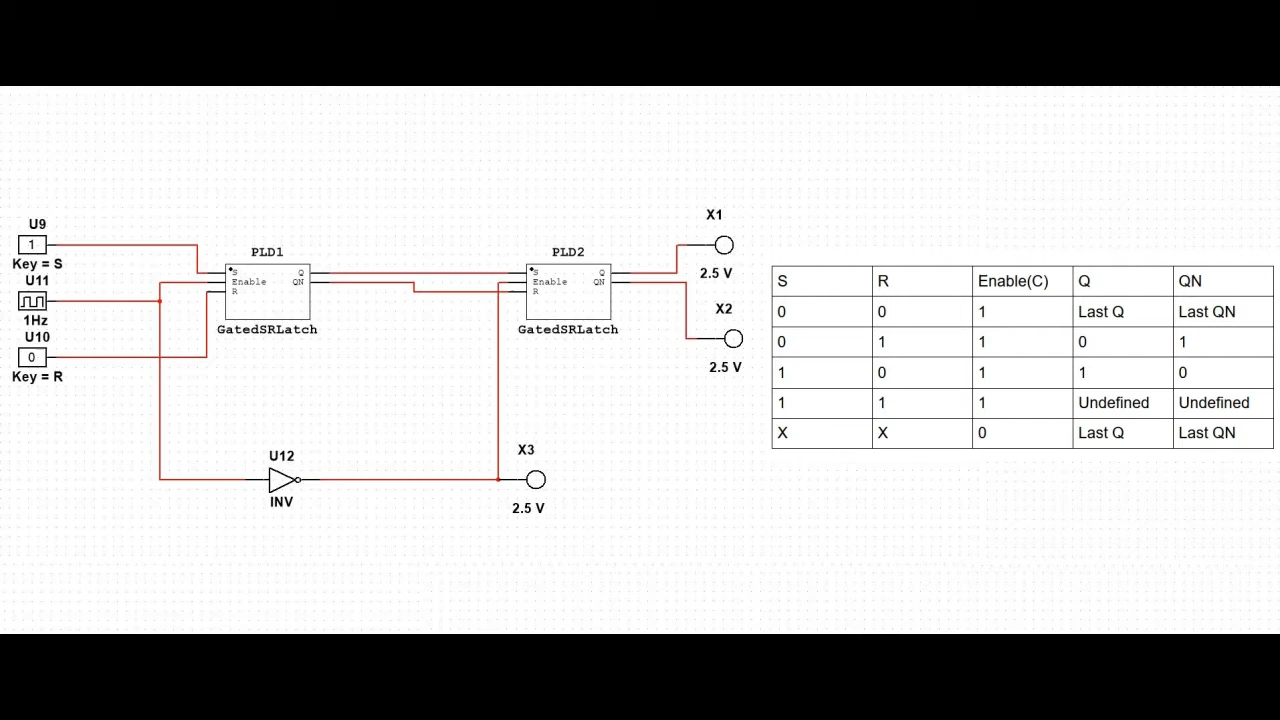 U9
1
Key = S
U11
1Hz
U10
0
Key = R
PLD1
S
Enable
R
Q
QN
GatedSRLatch
U12
INV
PLD2
S
Enable
R
Q
QN
GatedSRLatch
X1
2.5 V
X2
2.5 V
X3
2.5 V
S R Enable(C) Q QN
0 0 1 Last Q Last QN
0 1 1 0 1
1 0 1 1 0
1 1 1 Undefined Undefined
X X 0 Last Q Last QN